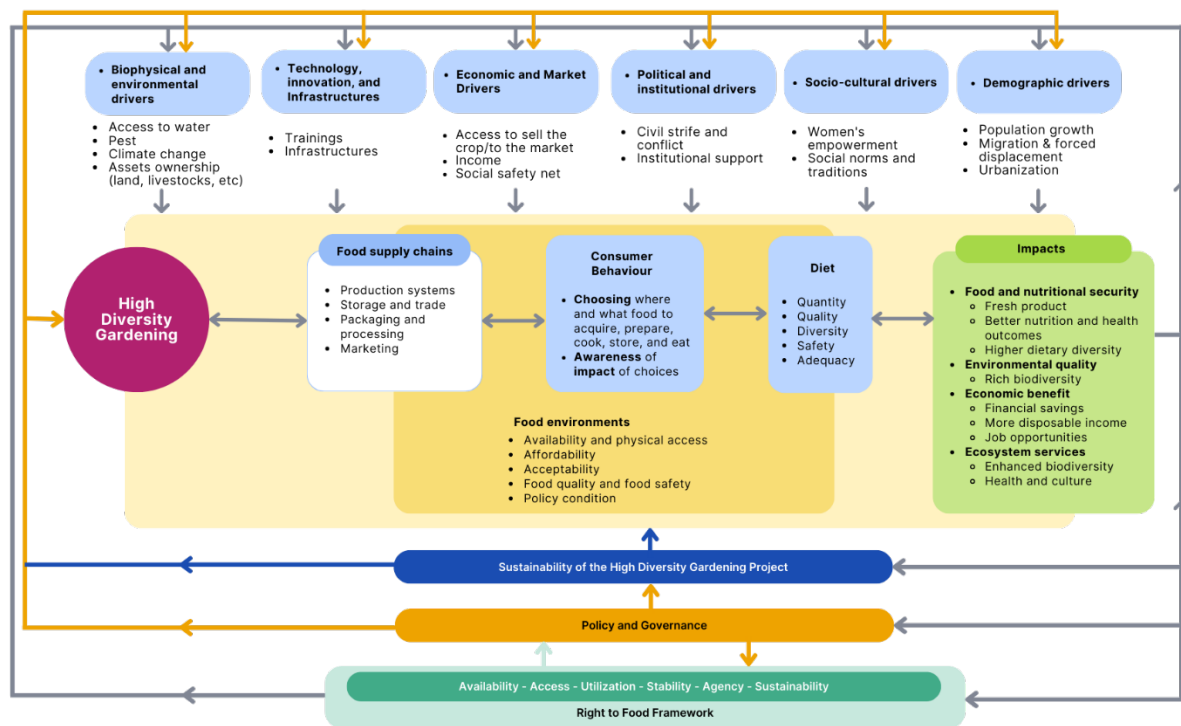 • Biophysical and
environmental
drivers
• Access to water
• Pest
• Climate change
• Assets ownership
(land, livestocks, etc)
• Technology,
innovation, and
Infrastructures
• Trainings
• Infrastructures
• Economic and Market
Drivers
• Access to sell the
crop/to the market
• Income
• Social safety net
• Political and
institutional drivers
• Civil strife and
conflict
• Institutional support
• Socio-cultural drivers
• Women's
empowerment
• Social norms and
traditions
• Demographic drivers
• Population growth
• Migration & forced
displacement
• Urbanization
High
Diversity
Gardening
Food supply chains
• Production systems
• Storage and trade
• Packaging and
processing
• Marketing
Consumer
Behaviour
• Choosing where
and what food to
acquire, prepare,
cook, store, and eat
• Awareness of
impact of choices
Diet
• Quantity
• Quality
• Diversity
• Safety
• Adequacy
Impacts
• Food and nutritional security
○ Fresh product
○ Better nutrition and health
outcomes
○ Higher dietary diversity
• Environmental quality
○ Rich biodiversity
• Economic benefit
○ Financial savings
○ More disposable income
○ Job opportunities
• Ecosystem services
○ Enhanced biodiversity
○ Health and culture
Food environments
• Availability and physical access
• Affordability
• Acceptability
• Food quality and food safety
• Policy condition
Sustainability of the High Diversity Gardening Project
Policy and Governance
Availability - Access - Utilization - Stability - Agency - Sustainability
Right to Food Framework